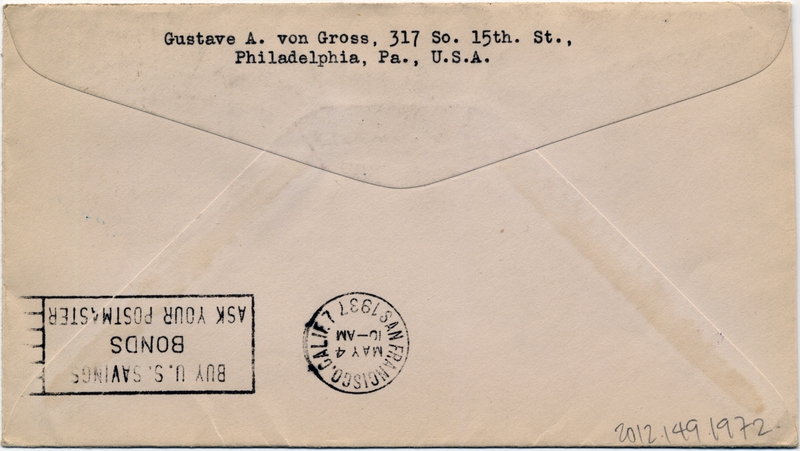 Gustave A. von Gross, 317 So. 15th. St.,
Philadelphia, Pa., U.S.A.
BUY U.S. SAVINGS
BONDS
ASK YOUR POSTMASTER
SAN FRANCISCO, CALIF. 7
MAY 4
10-AM
1937
2012.149.1972